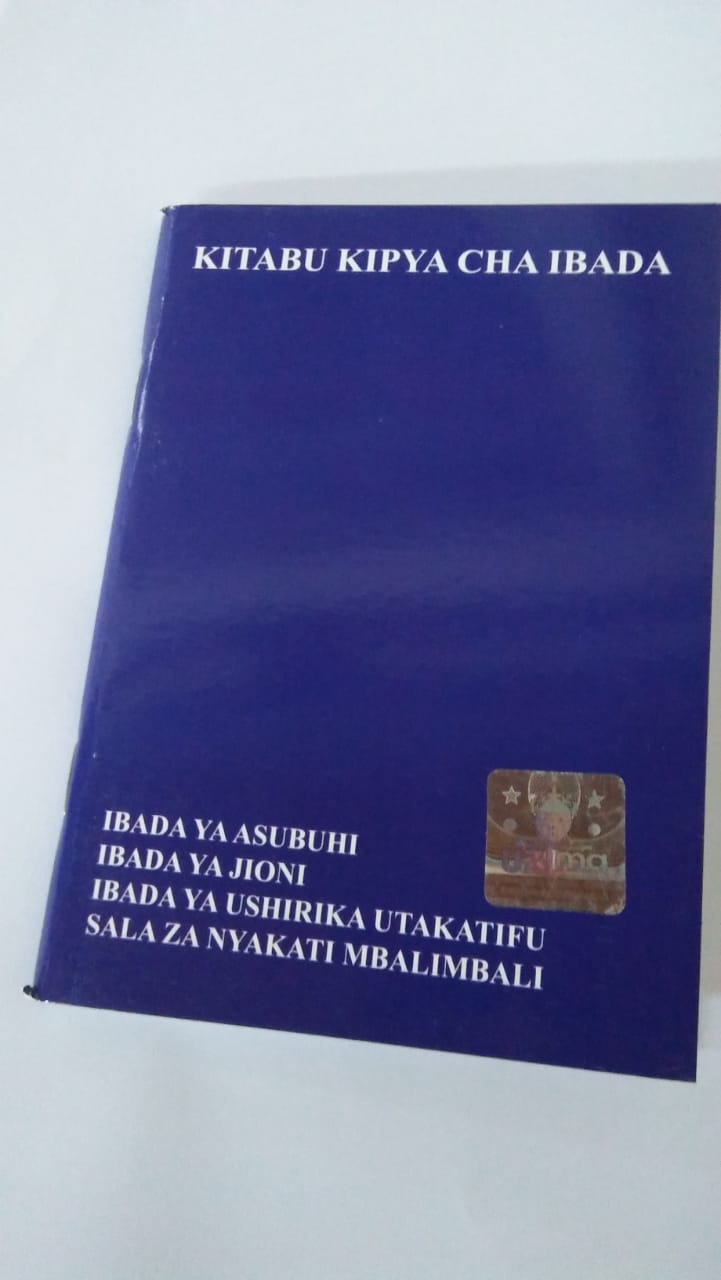 KITABU KIPYA CHA IBADA
IBADA YA ASUBUHI
IBADA YA JIONI
IBADA YA USHIRIKA UTAKATIFU
SALA ZA NYAKATI MBALIMBALI